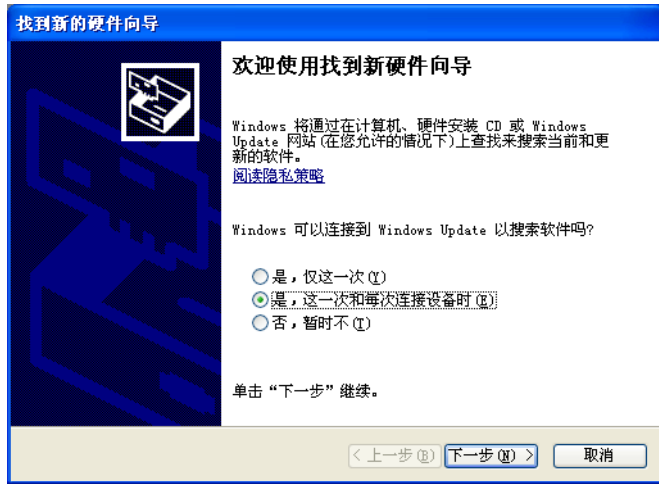 找到新的硬件向导
欢迎使用找到新硬件向导
Windows 将通过在计算机、硬件安装 CD 或 Windows
Update 网站(在您允许的情况下)上查找来搜索当前和更
新的软件。
阅读隐私策略
Windows 可以连接到 Windows Update 以搜索软件吗?
是，仅这一次(Y)
是，这一次和每次连接设备时(E)
否，暂时不(T)
单击“下一步”继续。
< 上一步(B) 下一步(N) > 取消